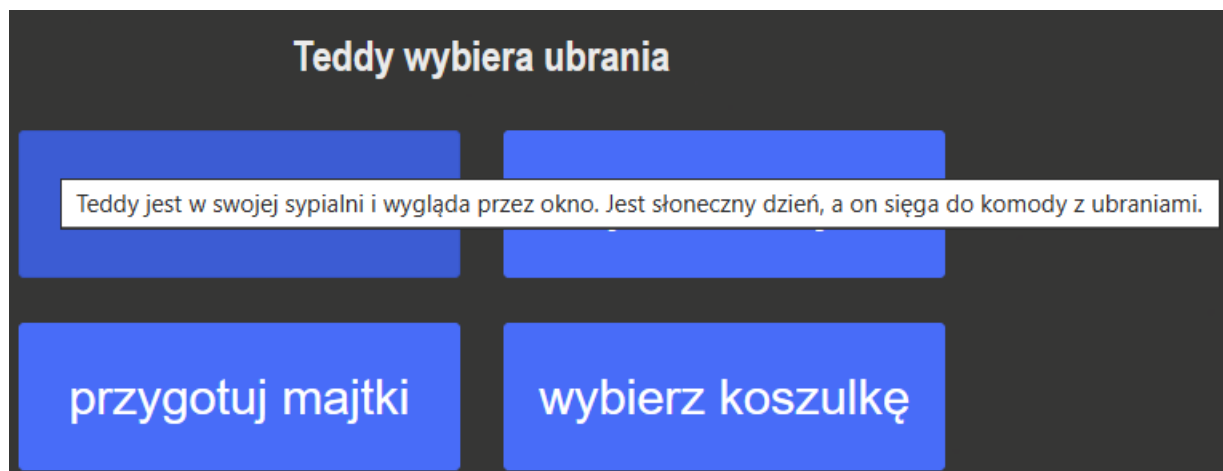 Teddy wybiera ubrania
Teddy jest w swojej sypialni i wygląda przez okno. Jest słoneczny dzień, a on sięga do komody z ubraniami.
przygotuj majtki
wybierz koszulkę